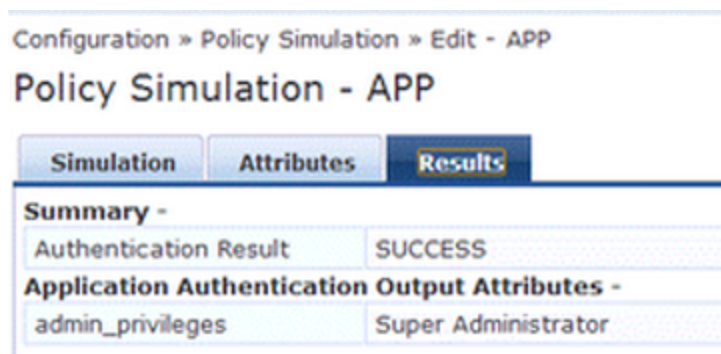 Configuration » Policy Simulation » Edit - APP
Policy Simulation - APP
Simulation Attributes Results
Summary -
Authentication Result SUCCESS
Application Authentication Output Attributes -
admin_privileges Super Administrator